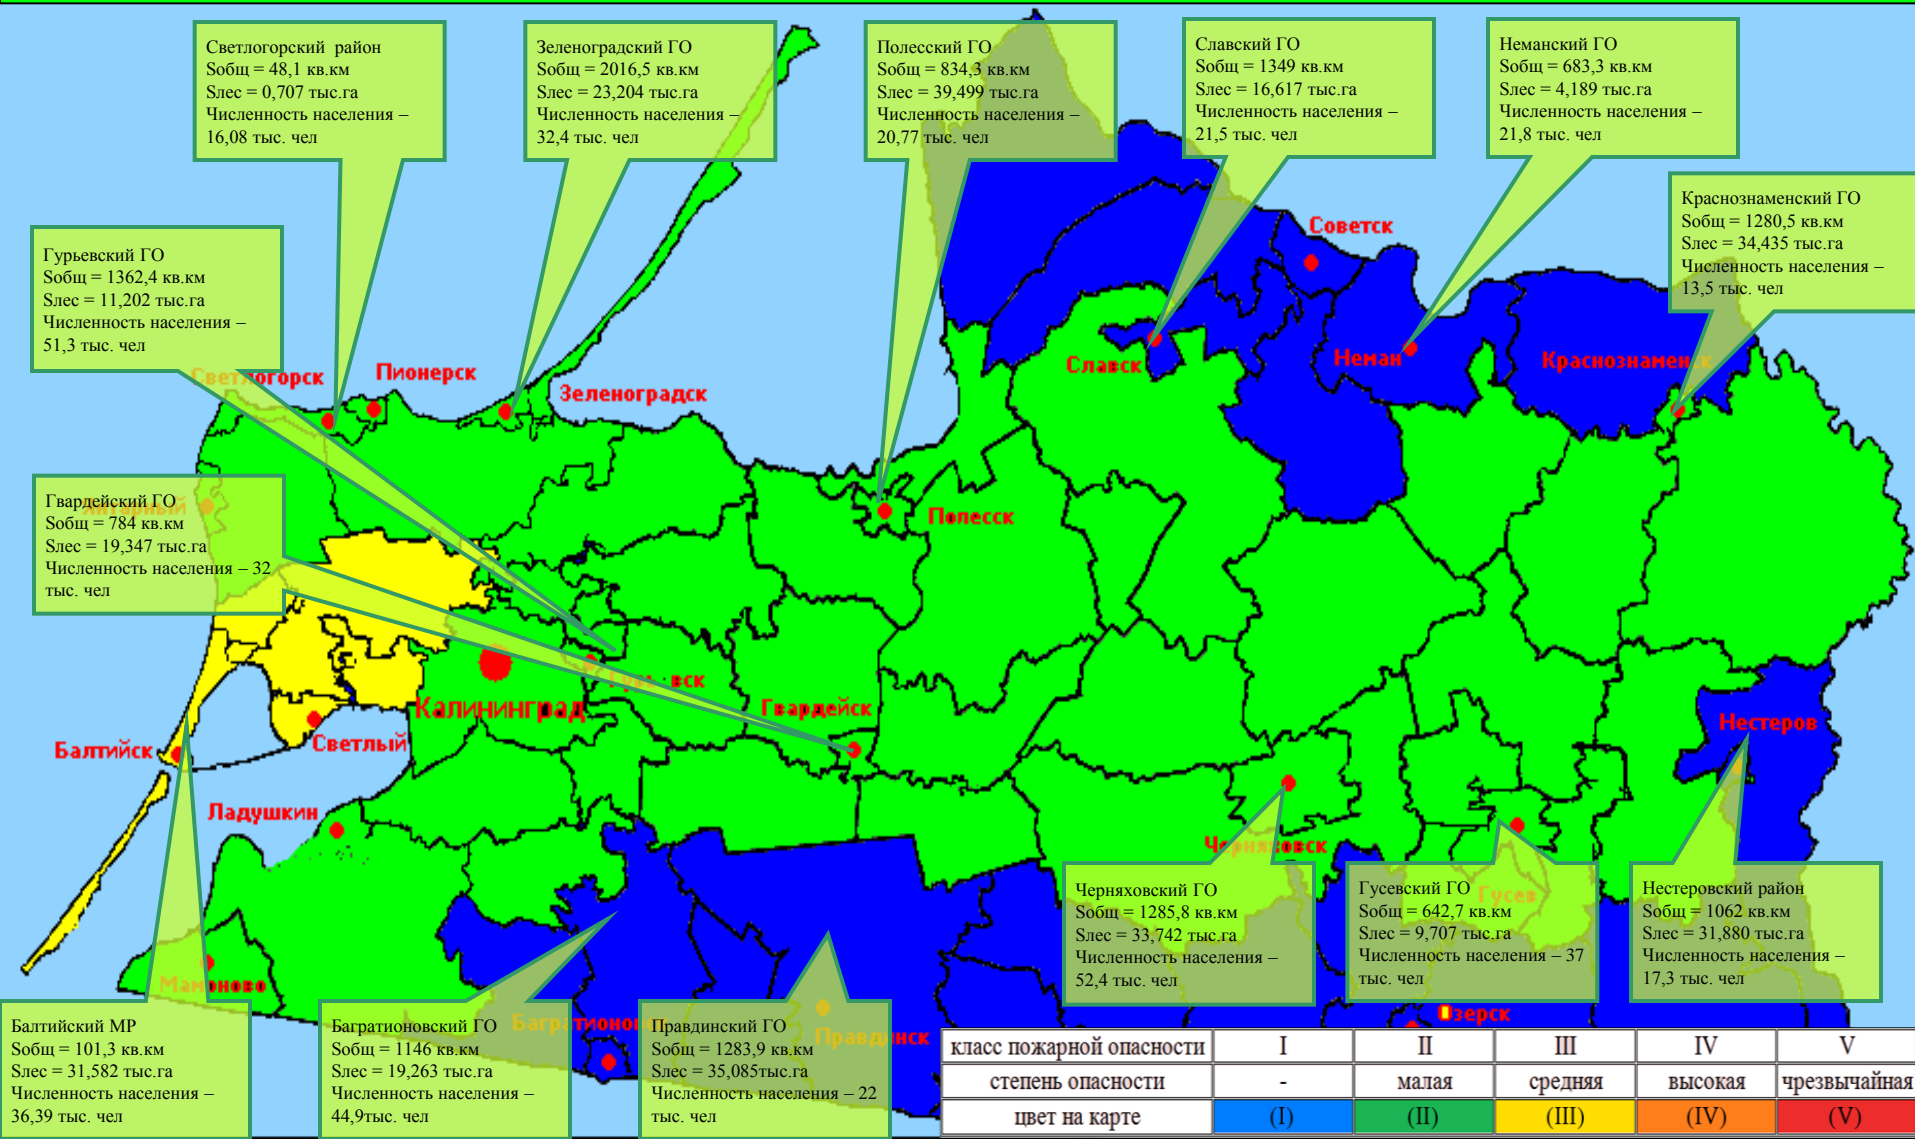 Светлогорский район
Sобщ = 48,1 кв.км
Sлес = 0,707 тыс.га
Численность населения –
16,08 тыс. чел
Зеленоградский ГО
Sобщ = 2016,5 кв.км
Sлес = 23,204 тыс.га
Численность населения –
32,4 тыс. чел
Полесский ГО
Sобщ = 834,3 кв.км
Sлес = 39,499 тыс.га
Численность населения –
20,77 тыс. чел
Славский ГО
Sобщ = 1349 кв.км
Sлес = 16,617 тыс.га
Численность населения –
21,5 тыс. чел
Неманский ГО
Sобщ = 683,3 кв.км
Sлес = 4,189 тыс.га
Численность населения –
21,8 тыс. чел
Краснознаменский ГО
Sобщ = 1280,5 кв.км
Sлес = 34,435 тыс.га
Численность населения –
13,5 тыс. чел
Гурьевский ГО
Sобщ = 1362,4 кв.км
Sлес = 11,202 тыс.га
Численность населения –
51,3 тыс. чел
Советск
Светлогорск
Пионерск
Зеленоградск
Славск
Неман
Краснознаменск
Гвардейский ГО
Sобщ = 784 кв.км
Sлес = 19,347 тыс.га
Численность населения – 32
тыс. чел
Янтарный
Полесск
Калининград
Гвардейск
Нестеров
Балтийск
Светлый
Ладушкин
Черняховск
Гусев
Мамоново
Багратионовск
Правдинск
Озерск
Черняховский ГО
Sобщ = 1285,8 кв.км
Sлес = 33,742 тыс.га
Численность населения –
52,4 тыс. чел
Гусевский ГО
Sобщ = 642,7 кв.км
Sлес = 9,707 тыс.га
Численность населения – 37
тыс. чел
Нестеровский район
Sобщ = 1062 кв.км
Sлес = 31,880 тыс.га
Численность населения –
17,3 тыс. чел
Балтийский МР
Sобщ = 101,3 кв.км
Sлес = 31,582 тыс.га
Численность населения –
36,39 тыс. чел
Багратионовский ГО
Sобщ = 1146 кв.км
Sлес = 19,263 тыс.га
Численность населения –
44,9тыс. чел
Правдинский ГО
Sобщ = 1283,9 кв.км
Sлес = 35,085тыс.га
Численность населения – 22
тыс. чел
класс пожарной опасности I II III IV V
степень опасности - малая средняя высокая чрезвычайная
цвет на карте (I) (II) (III) (IV) (V)